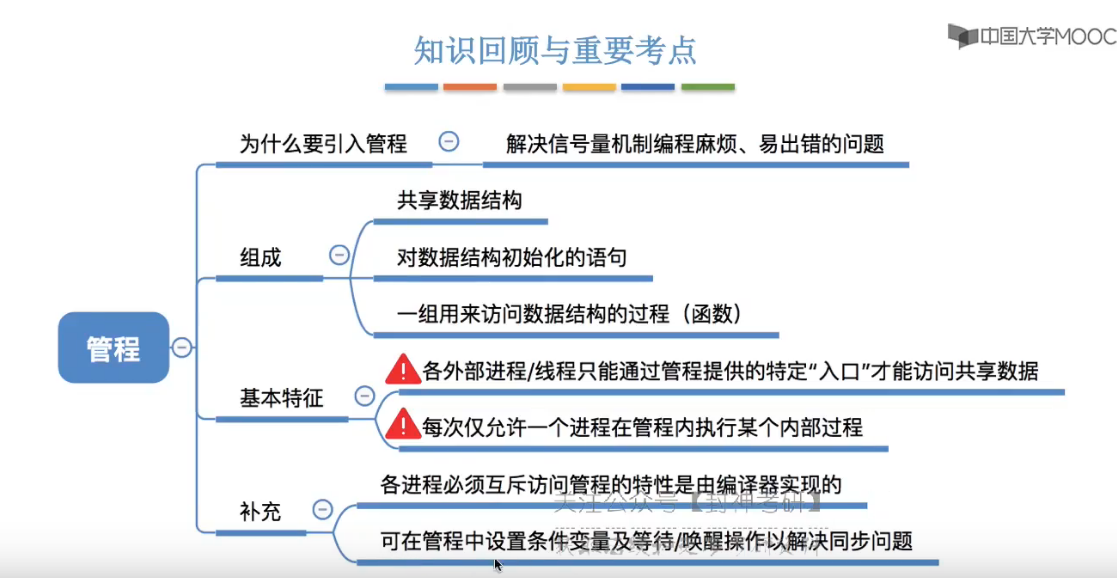 知识回顾与重要考点
中国大学MOOC
为什么要引入管程
解决信号量机制编程麻烦、易出错的问题
共享数据结构
组成
对数据结构初始化的语句
一组用来访问数据结构的过程（函数）
管程
各外部进程/线程只能通过管程提供的特定“入口”才能访问共享数据
基本特征
每次仅允许一个进程在管程内执行某个内部过程
各进程必须互斥访问管程的特性是由编译器实现的
关注公众号【封神考研】
补充
可在管程中设置条件变量及等待/唤醒操作以解决同步问题